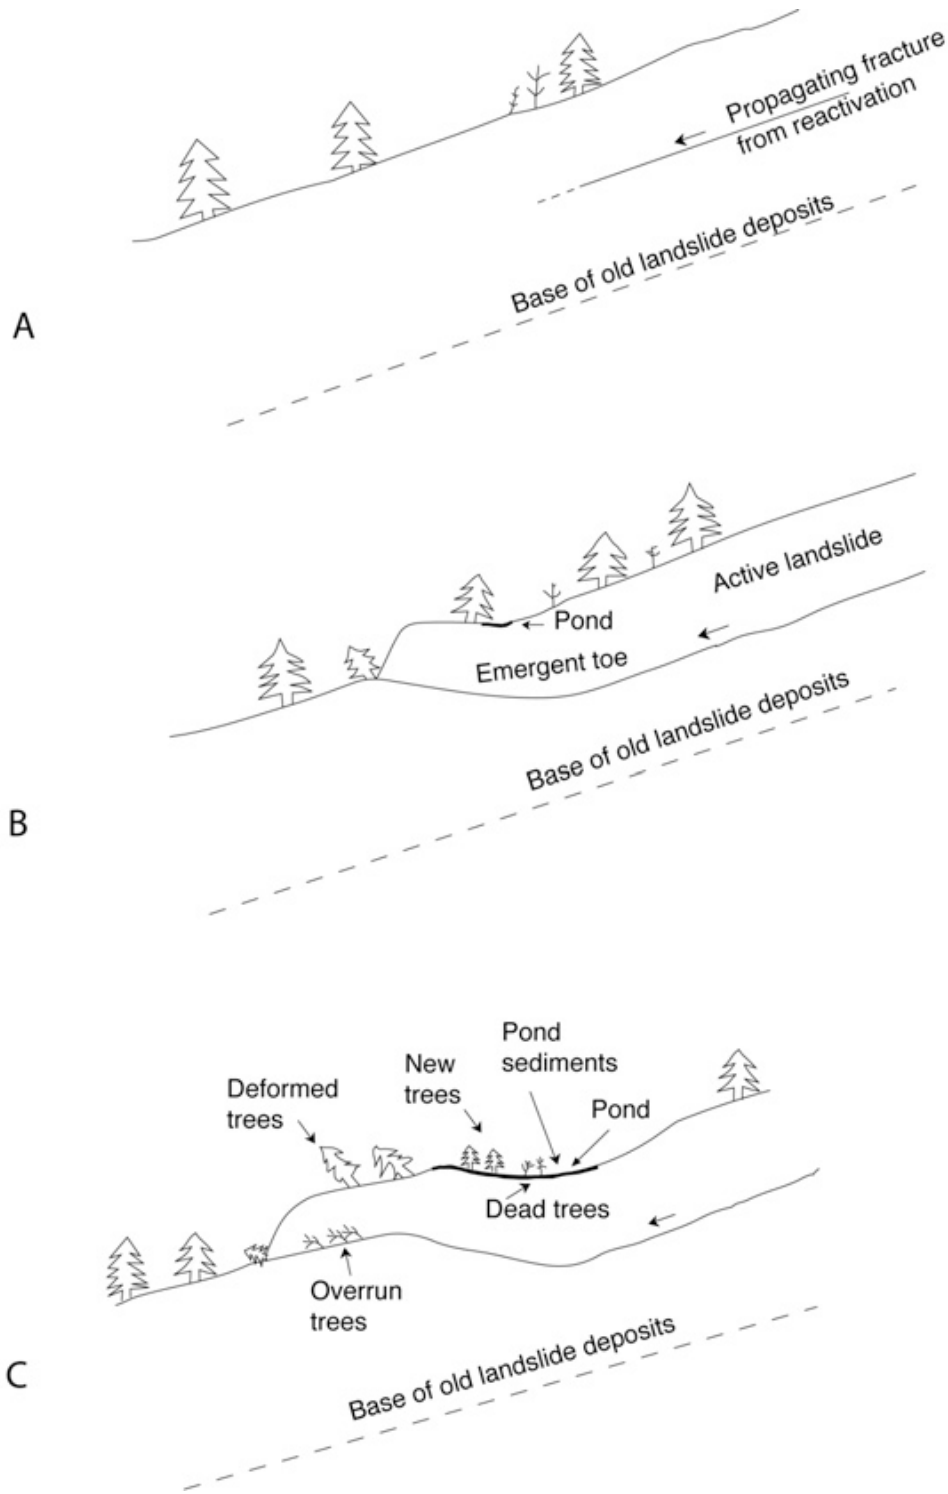 Propagating fracture
from reactivation
Base of old landslide deposits
A
Active landslide
Pond
Emergent toe
Base of old landslide deposits
B
Pond
sediments
New
trees
Deformed
trees
Pond
Dead trees
Overrun
trees
Base of old landslide deposits
C